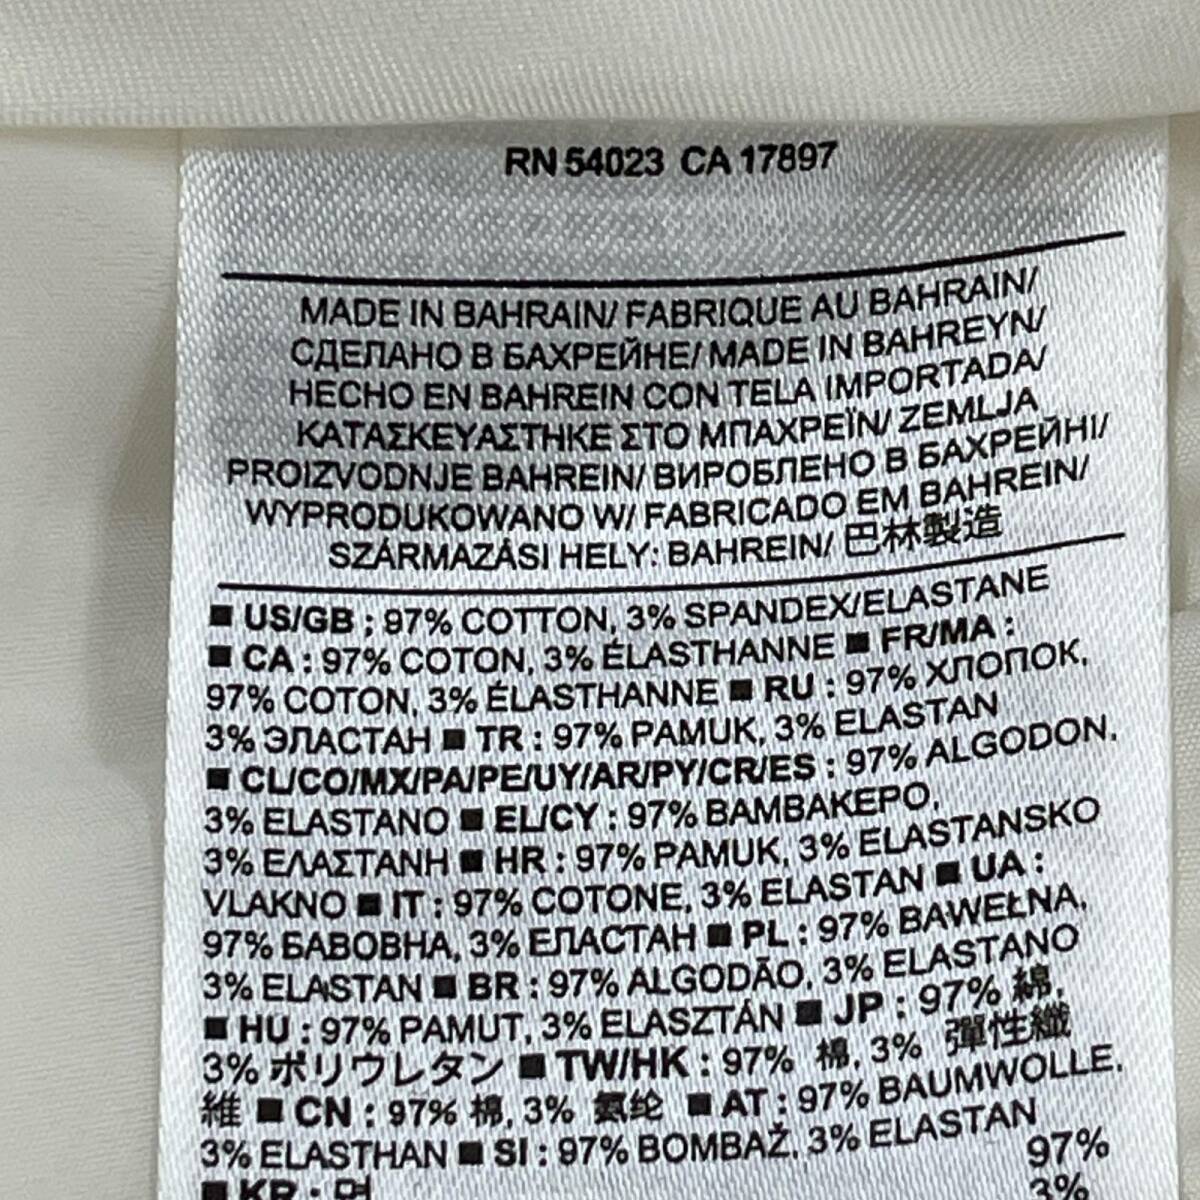 RN 54023 CA 17897
MADE IN BAHRAIN/ FABRIQUE AU BAHRAIN/
СДЕЛАНО В БАХРЕЙНЕ/ MADE IN BAHREYN/
HECHO EN BAHREIN CON TELA IMPORTADA/
ΚΑΤΑΣΚΕΥΑΣΤΗΚΕ ΣΤΟ ΜΠΑΧΡΕΪΝ/ ZEMLJA
PROIZVODNJE BAHREIN/ ВИРОБЛЕНО В БАХРЕЙНІ/
WYPRODUKOWANO W/ FABRICADO EM BAHREIN/
SZÁRMAZÁSI HELY: BAHREIN/ 巴林製造
■ US/GB : 97% COTTON, 3% SPANDEX/ELASTANE
■ CA : 97% COTON, 3% ÉLASTHANNE ■ FR/MA :
97% COTON, 3% ÉLASTHANNE ■ RU : 97% ХЛОПОК,
3% ЭЛАСТАН ■ TR : 97% PAMUK, 3% ELASTAN
■ CL/CO/MX/PA/PE/UY/AR/PY/CR/ES : 97% ALGODON,
3% ELASTANO ■ EL/CY : 97% ΒΑΜΒΑΚΕΡΟ,
3% ΕΛΑΣΤΑΝΗ ■ HR : 97% PAMUK, 3% ELASTANSKO
VLAKNO ■ IT : 97% COTONE, 3% ELASTAN ■ UA :
97% БАВОВНА, 3% ЕЛАСТАН ■ PL : 97% BAWEŁNA,
3% ELASTAN ■ BR : 97% ALGODÃO, 3% ELASTANO
■ HU : 97% PAMUT, 3% ELASZTÁN ■ JP : 97% 綿,
3% ポリウレタン ■ TW/HK : 97% 棉, 3% 彈性纖
維 ■ CN : 97% 棉, 3% 氨纶 ■ AT : 97% BAUMWOLLE,
3% ELASTHAN ■ SI : 97% BOMBAŽ, 3% ELASTAN
■ KR : 면 97%
3%